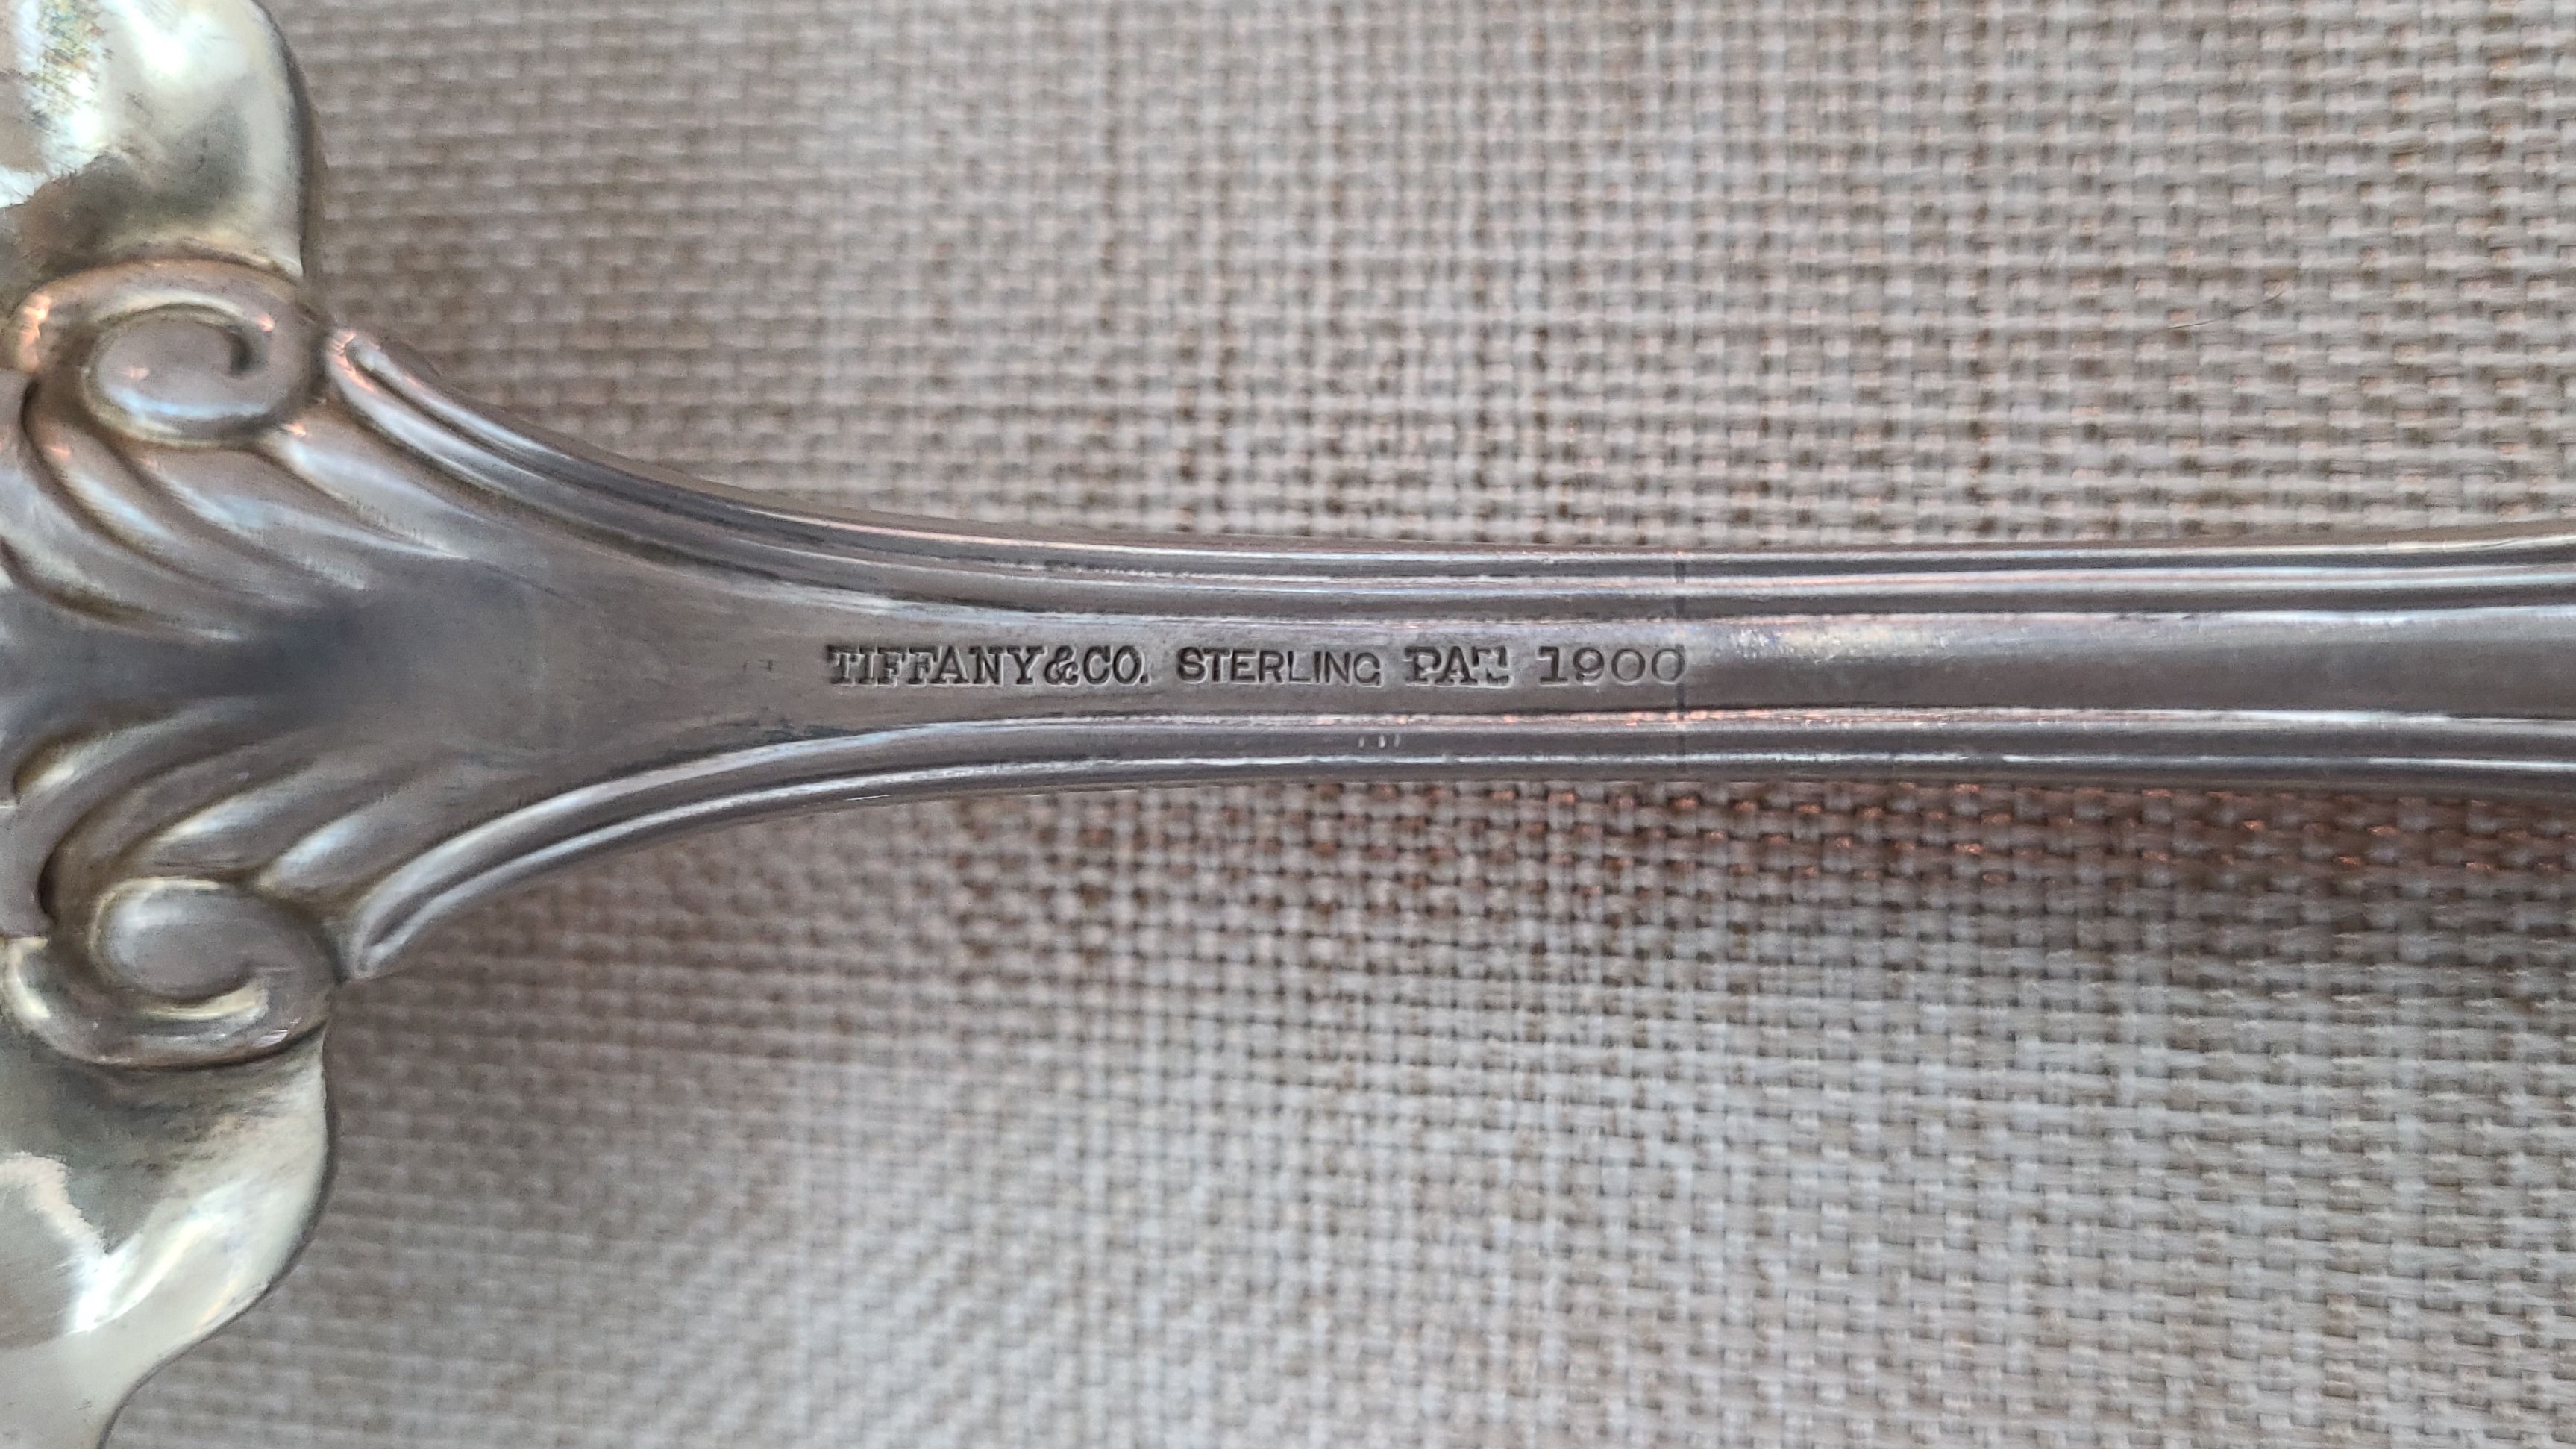 TIFFANY&CO. STERLING PAT. 1900